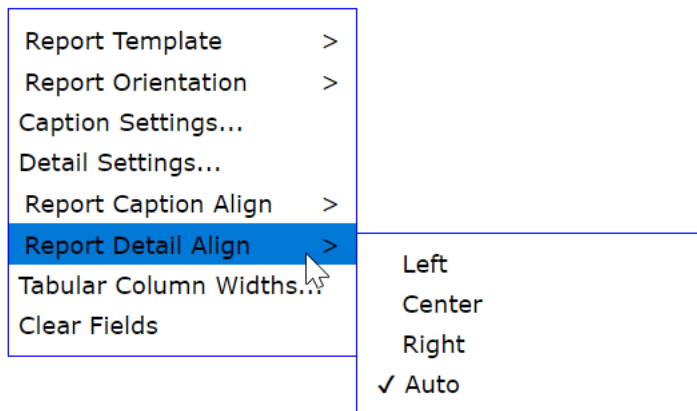 Report Template >
Report Orientation >
Caption Settings...
Detail Settings...
Report Caption Align >
Report Detail Align >
Tabular Column Widths...
Clear Fields
Left
Center
Right
✓ Auto